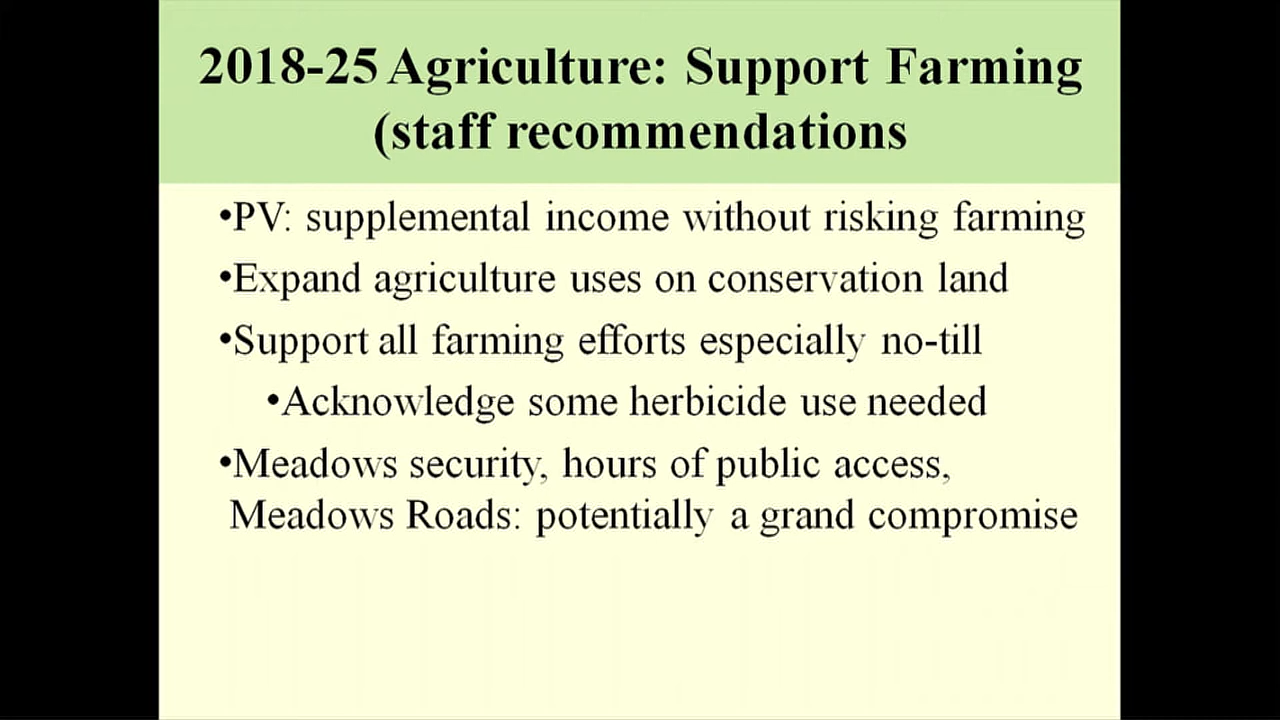 2018-25 Agriculture: Support Farming
(staff recommendations
•PV: supplemental income without risking farming
•Expand agriculture uses on conservation land
•Support all farming efforts especially no-till
•Acknowledge some herbicide use needed
•Meadows security, hours of public access,
Meadows Roads: potentially a grand compromise